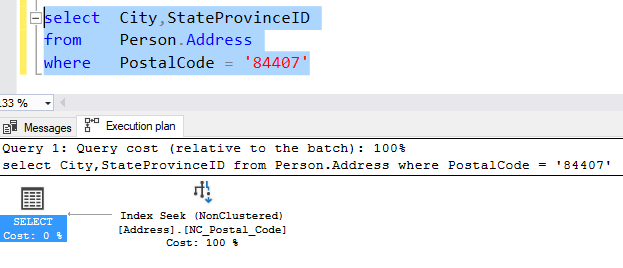 select City,StateProvinceID
from Person.Address
where PostalCode = '84407'
133 %
Messages
Execution plan
Query 1: Query cost (relative to the batch): 100%
select City,StateProvinceID from Person.Address where PostalCode = '84407'
SELECT
Cost: 0 %
Index Seek (NonClustered)
[Address].[NC_Postal_Code]
Cost: 100 %